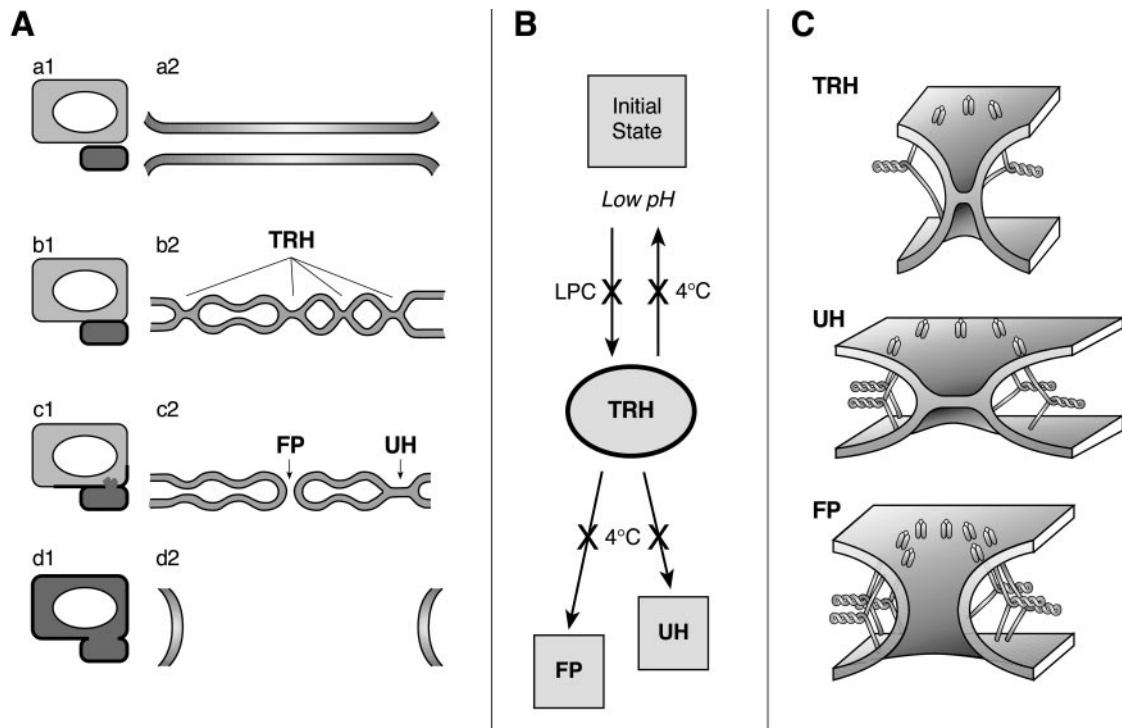 A
a1
a2
b1
b2
TRH
c1
c2
FP
UH
d1
d2
B
Initial
State
Low pH
LPC
4°C
TRH
4°C
FP
UH
C
TRH
UH
FP